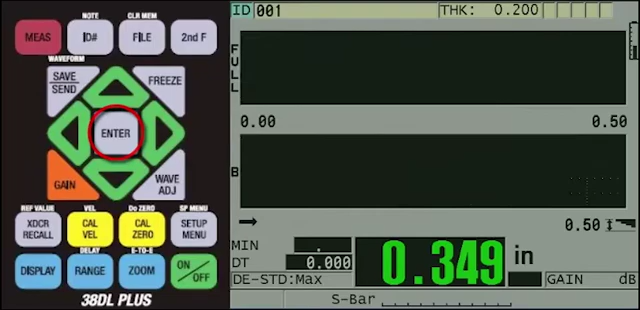 NOTE CLR MEM
MEAS ID# FILE 2nd F
WAVEFORM
SAVE
SEND
FREEZE
ENTER
GAIN
WAVE
ADJ
REF VALUE VEL Do ZERO SP MENU
XDCR
RECALL
CAL
VEL
CAL
ZERO
SETUP
MENU
DELAY E-TO-E
DISPLAY RANGE ZOOM ON/OFF
38DL PLUS
ID 001 THK: 0.200
FULL
0.00 0.50
B
0.50
MIN .
DT 0.000
0.349 in
DE-STD:Max GAIN dB
S-Bar